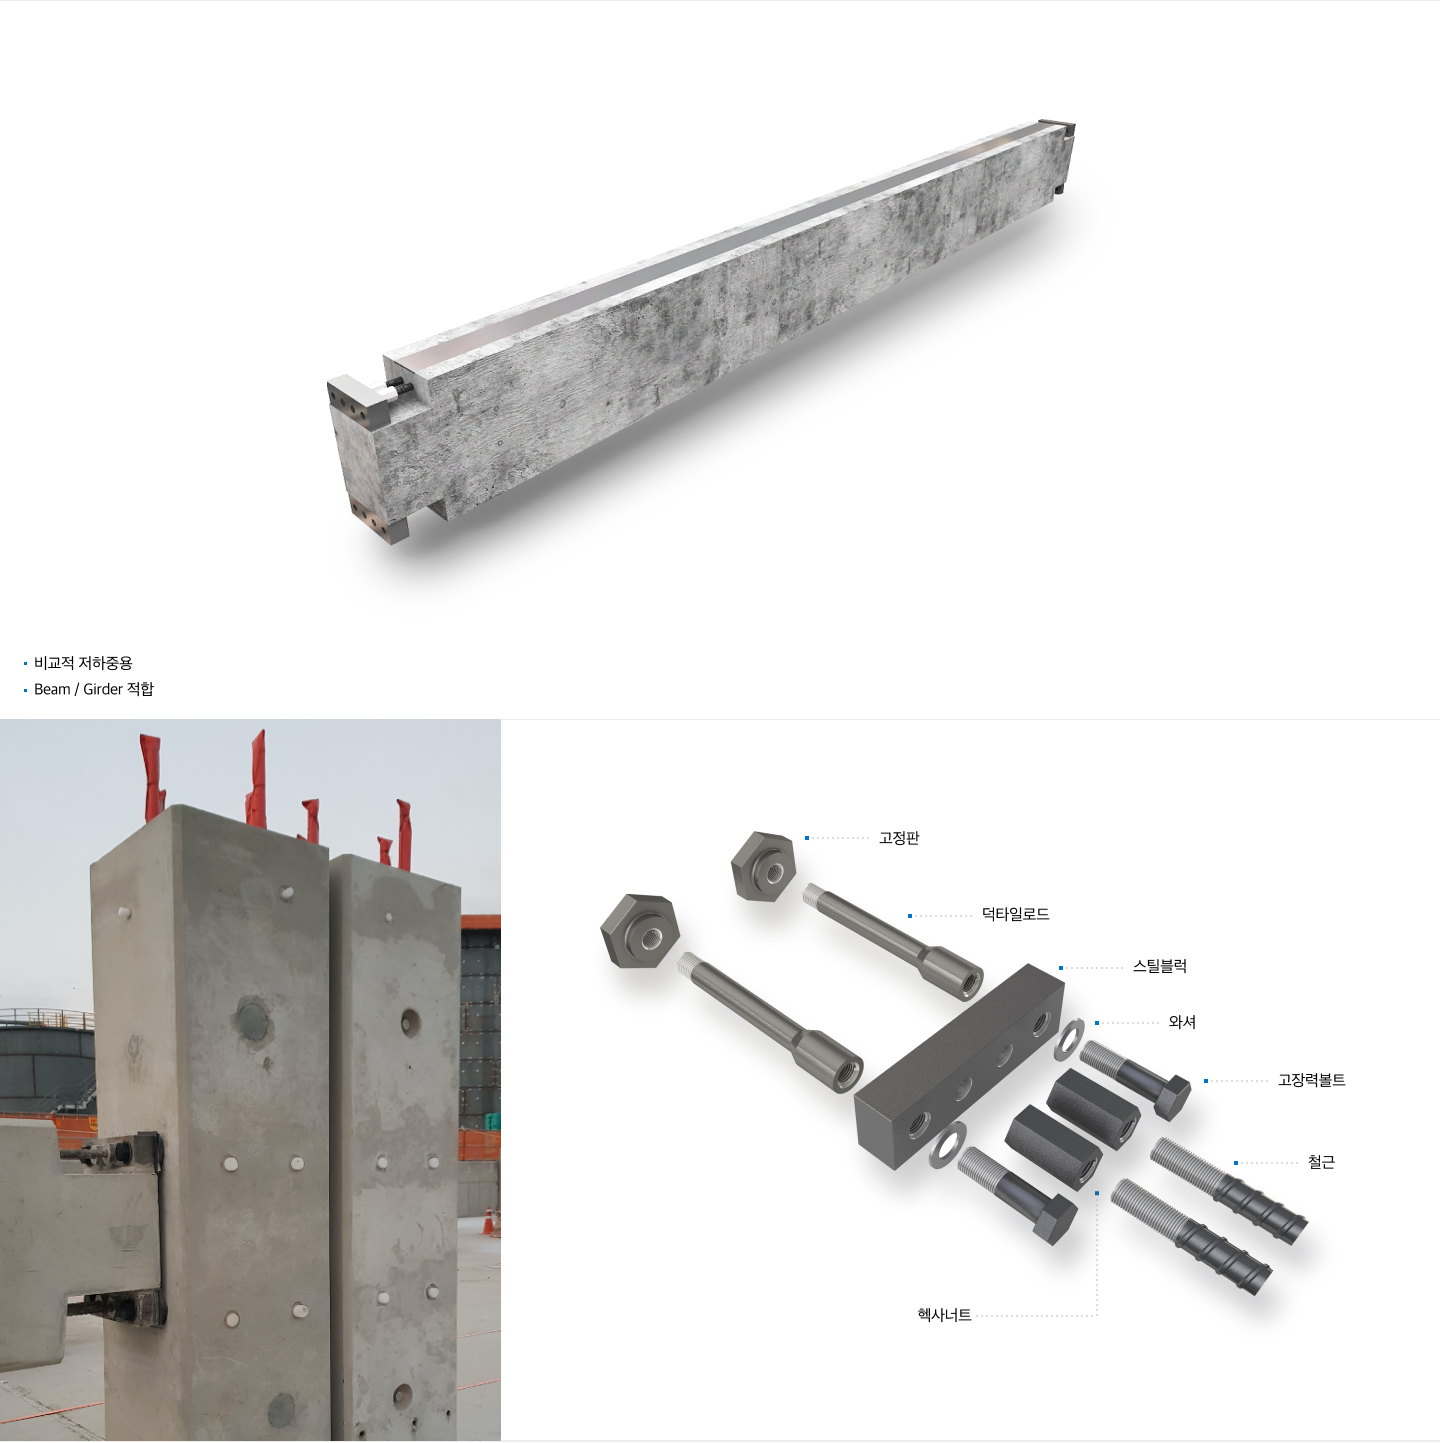 비교적 저하중용
Beam / Girder 적합
고정판
덕타일로드
스틸블럭
와셔
고장력볼트
철근
헥사너트